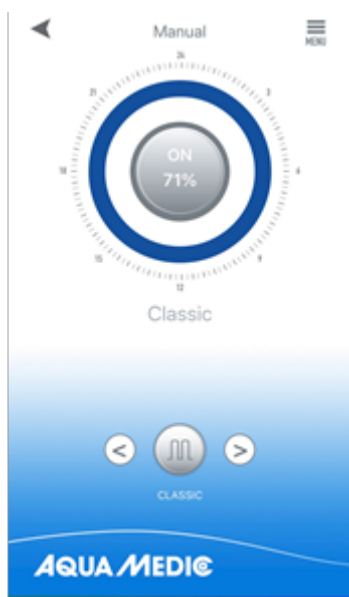 Manual
MENU
24
21
3
ON
71%
18
6
15
9
12
Classic
<
>
CLASSIC
AQUA MEDIC